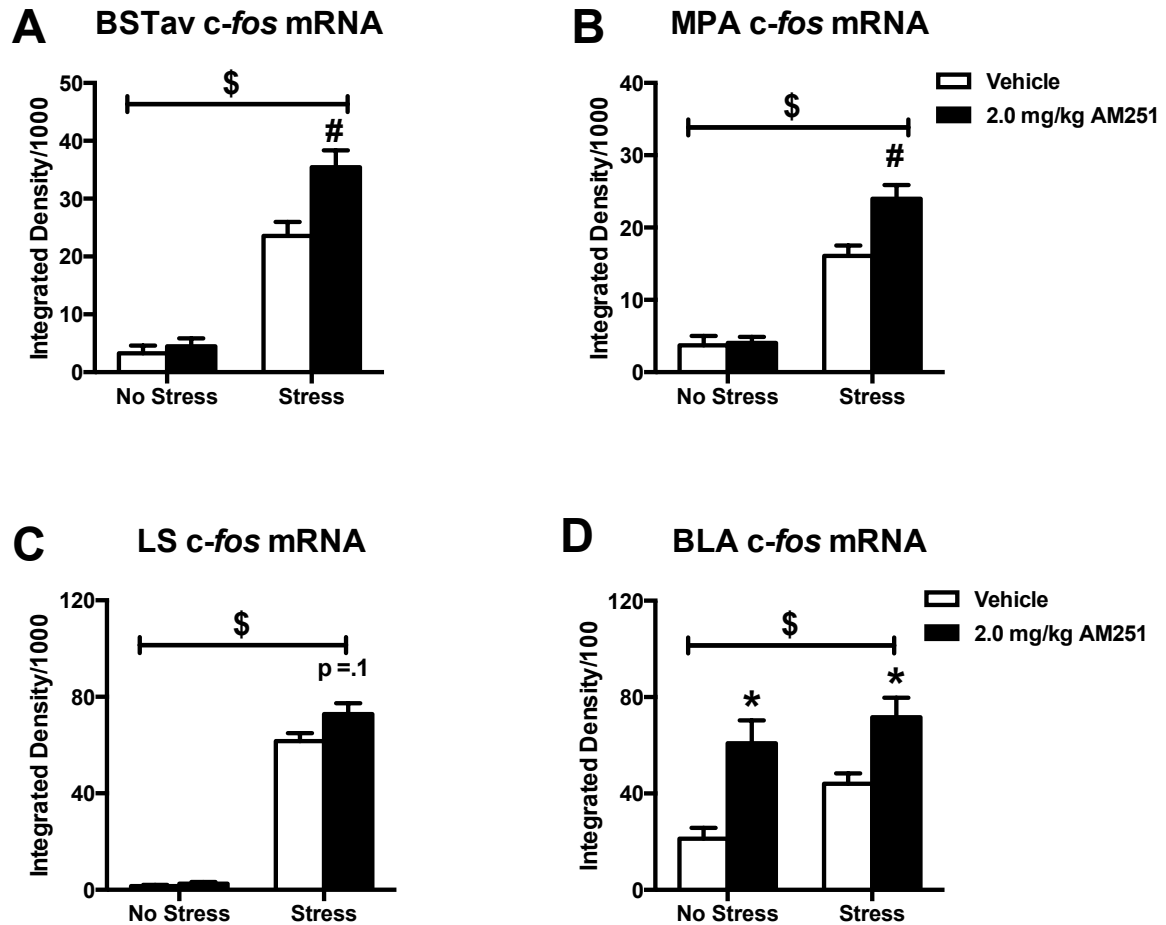 A BSTav c-fos mRNA
50
40
30
20
10
0
Integrated Density/1000
$
#
No Stress Stress
B MPA c-fos mRNA
40
30
20
10
0
Integrated Density/1000
$
#
No Stress Stress
Vehicle
2.0 mg/kg AM251
C LS c-fos mRNA
120
80
40
0
Integrated Density/1000
$
p =.1
No Stress Stress
D BLA c-fos mRNA
120
80
40
0
Integrated Density/100
$
*
*
No Stress Stress
Vehicle
2.0 mg/kg AM251